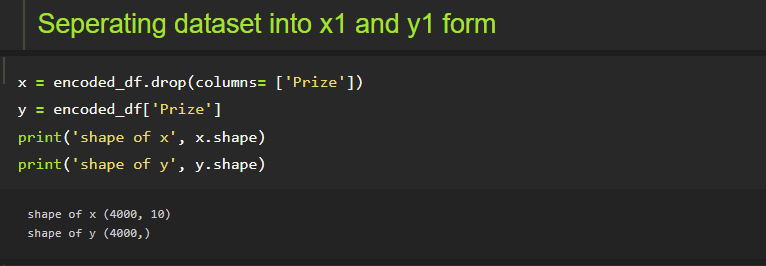 Seperating dataset into x1 and y1 form
x = encoded_df.drop(columns= ['Prize'])
y = encoded_df['Prize']
print('shape of x', x.shape)
print('shape of y', y.shape)
shape of x (4000, 10)
shape of y (4000,)